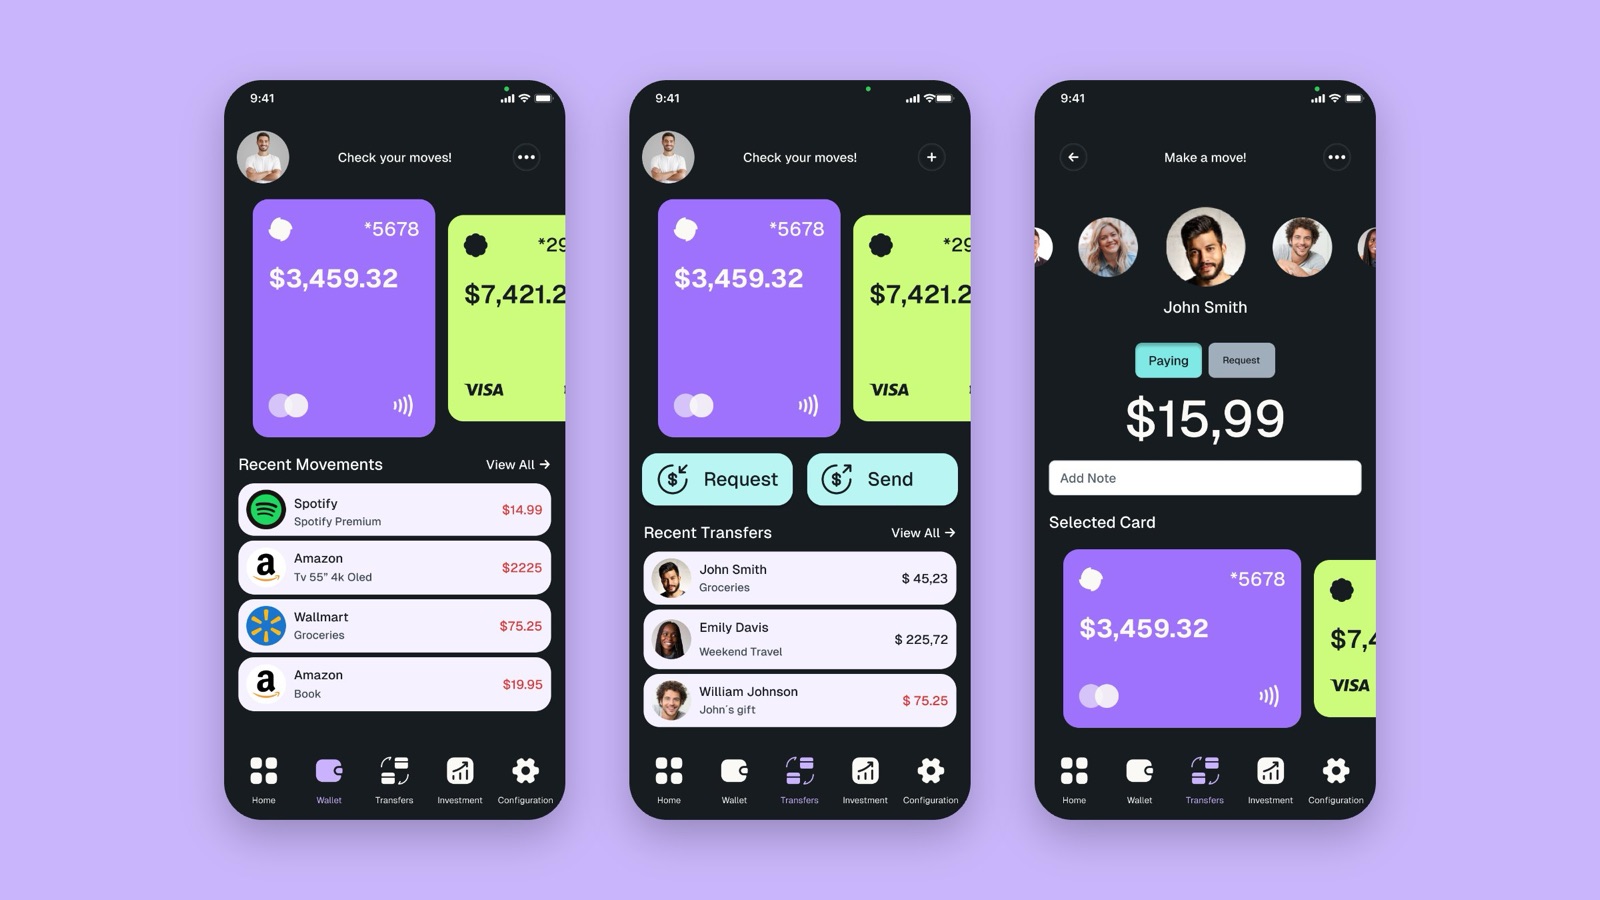 9:41
Check your moves!
*5678
$3,459.32
*29
$7,421.2
VISA
Recent Movements
View All →
Spotify
Spotify Premium
$14.99
Amazon
Tv 55" 4k Oled
$2225
Wallmart
Groceries
$75.25
Amazon
Book
$19.95
Home
Wallet
Transfers
Investment
Configuration
9:41
Check your moves!
*5678
$3,459.32
*29
$7,421.2
VISA
Request
Send
Recent Transfers
View All →
John Smith
Groceries
$ 45,23
Emily Davis
Weekend Travel
$ 225,72
William Johnson
John´s gift
$ 75.25
Home
Wallet
Transfers
Investment
Configuration
9:41
Make a move!
John Smith
Paying
Request
$15,99
Add Note
Selected Card
*5678
$3,459.32
$7,4
VISA
Home
Wallet
Transfers
Investment
Configuration